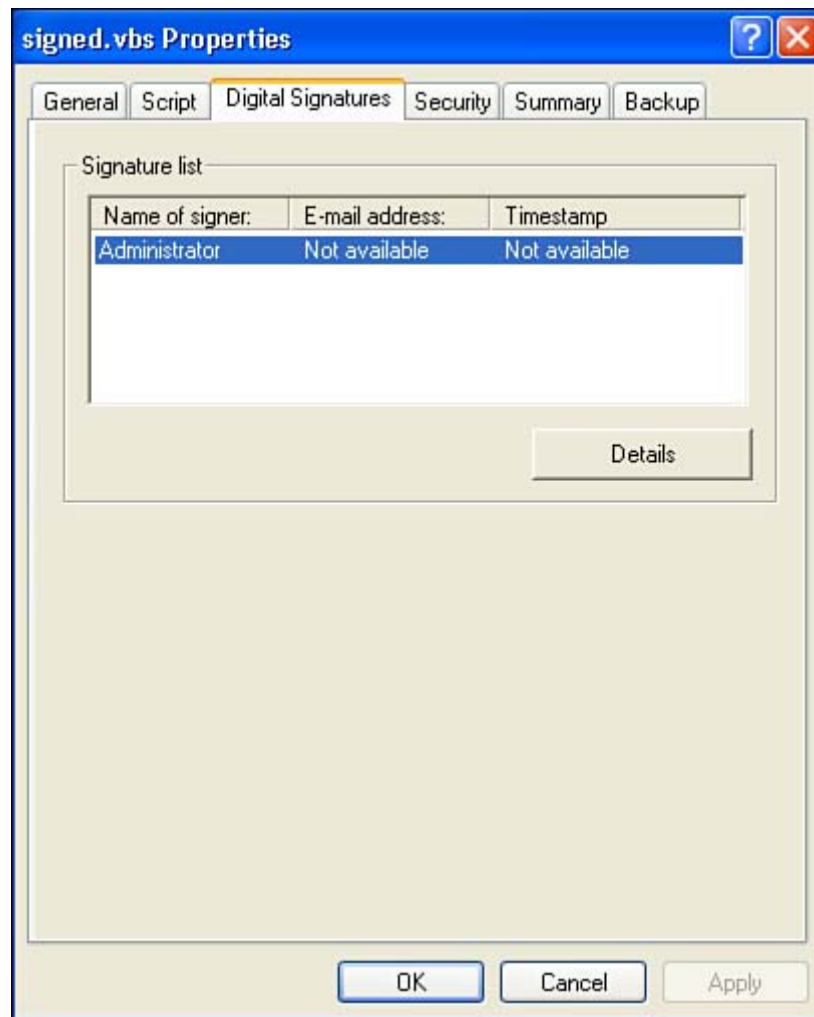 signed.vbs Properties
General Script Digital Signatures Security Summary Backup
Signature list
Name of signer: E-mail address: Timestamp
Administrator Not available Not available
Details
OK Cancel Apply